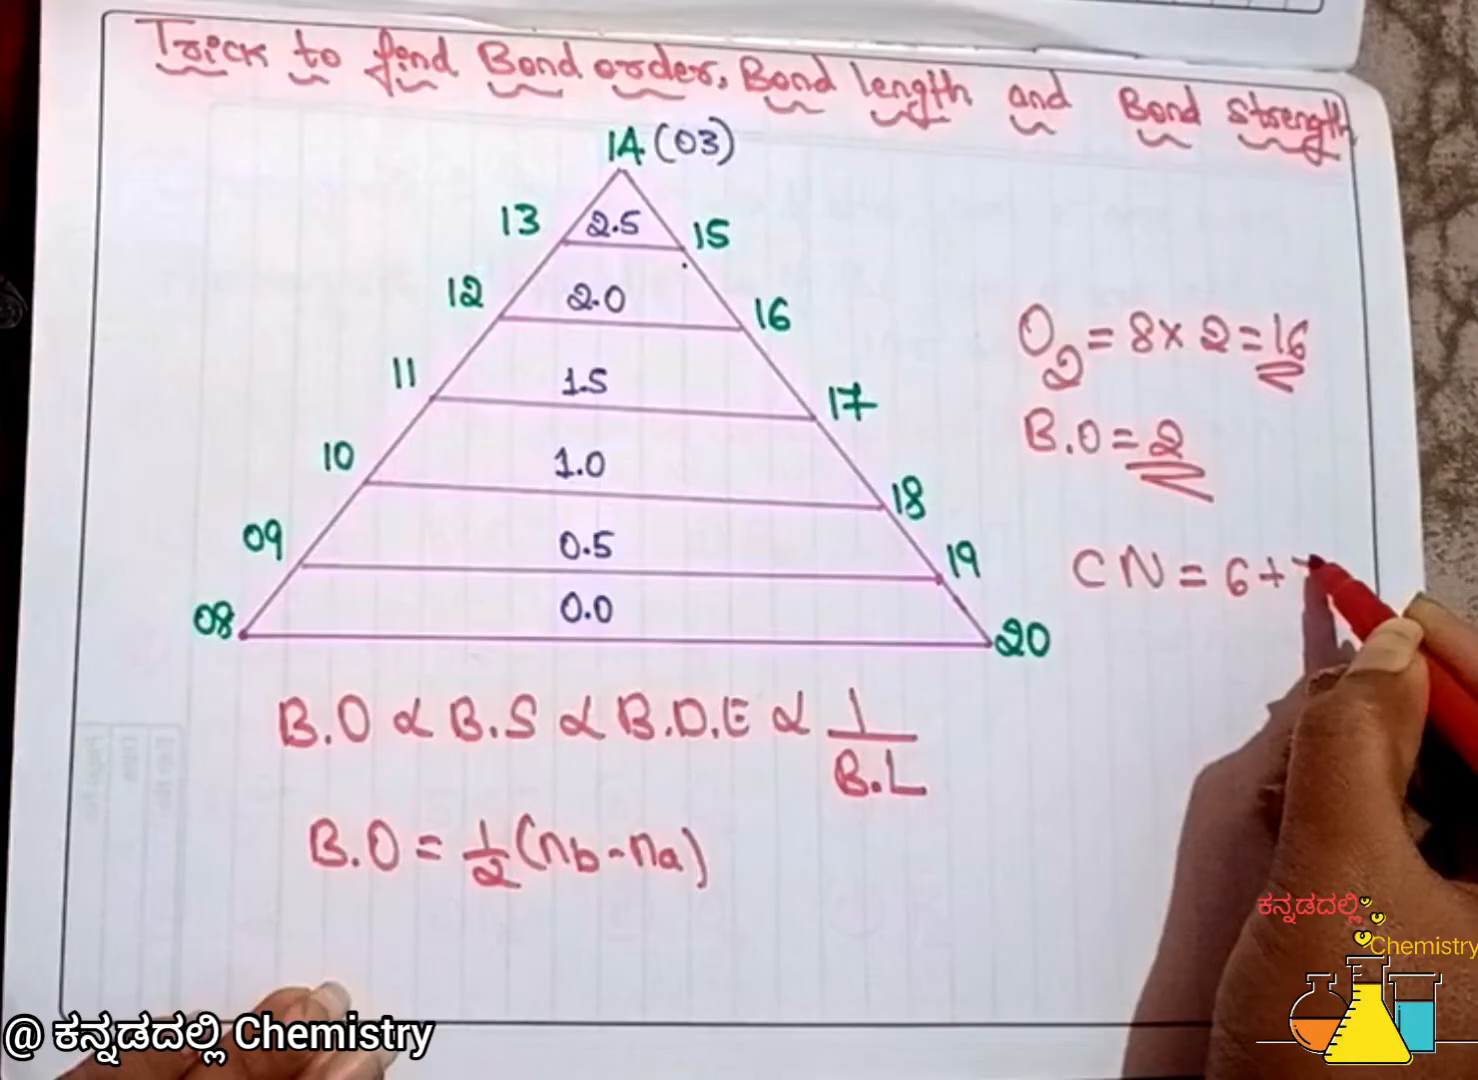 Trick to find Bond order, Bond length and Bond strength
14 (03)
13 2.5 15
12 2.0 16
11 1.5 17
10 1.0 18
09 0.5 19
08 0.0 20
O2 = 8 x 2 = 16
B.O = 2
CN = 6 +
B.O ∝ B.S ∝ B.D.E ∝ 1/B.L
B.O = 1/2 (nb - na)
ಕನ್ನಡದಲ್ಲಿ
Chemistry
@ ಕನ್ನಡದಲ್ಲಿ Chemistry